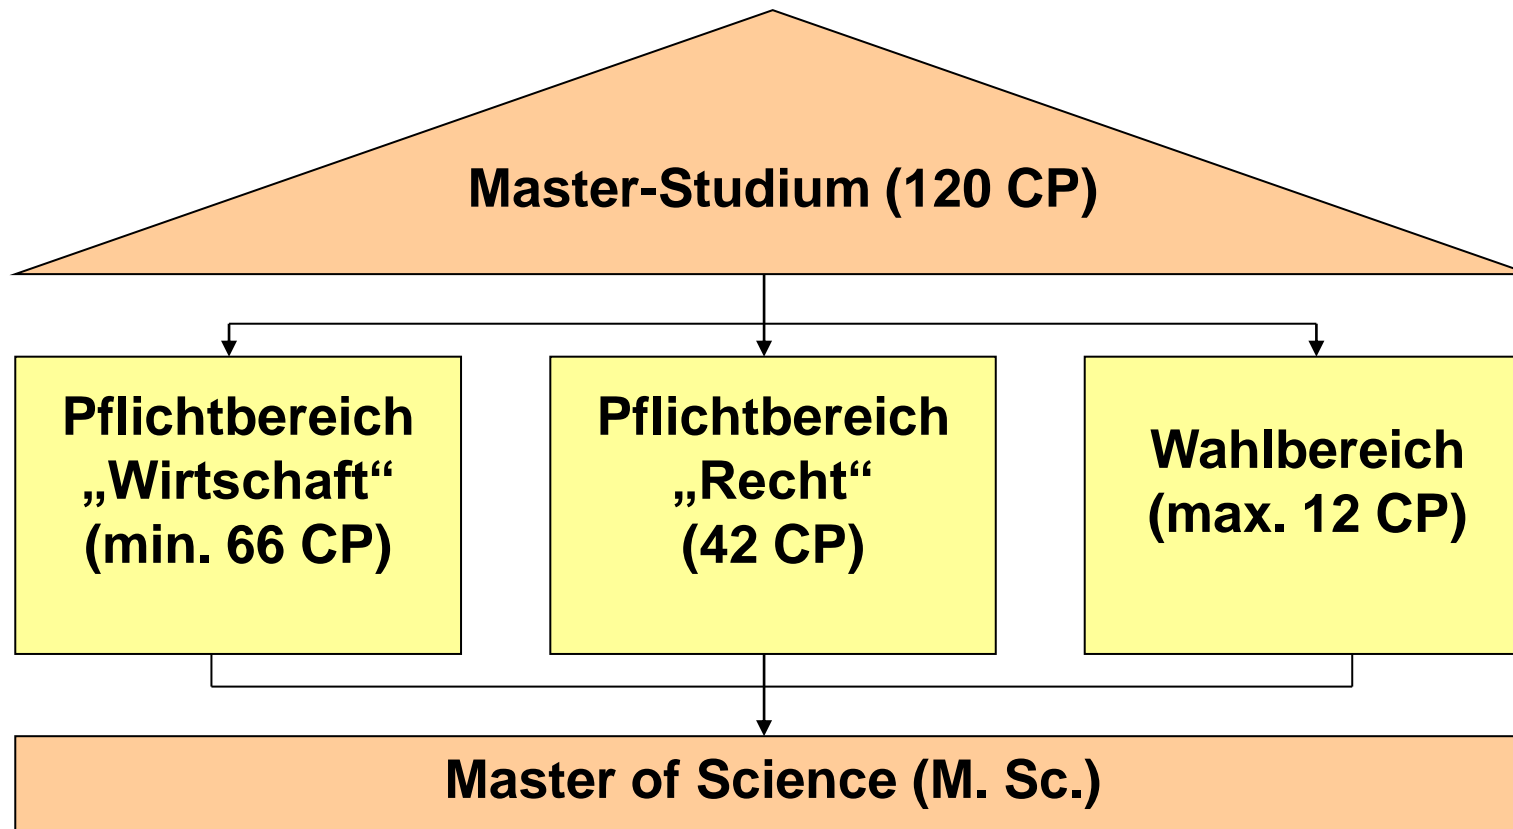 Master-Studium (120 CP)
Pflichtbereich
„Wirtschaft“
(min. 66 CP)
Pflichtbereich
„Recht“
(42 CP)
Wahlbereich
(max. 12 CP)
Master of Science (M. Sc.)